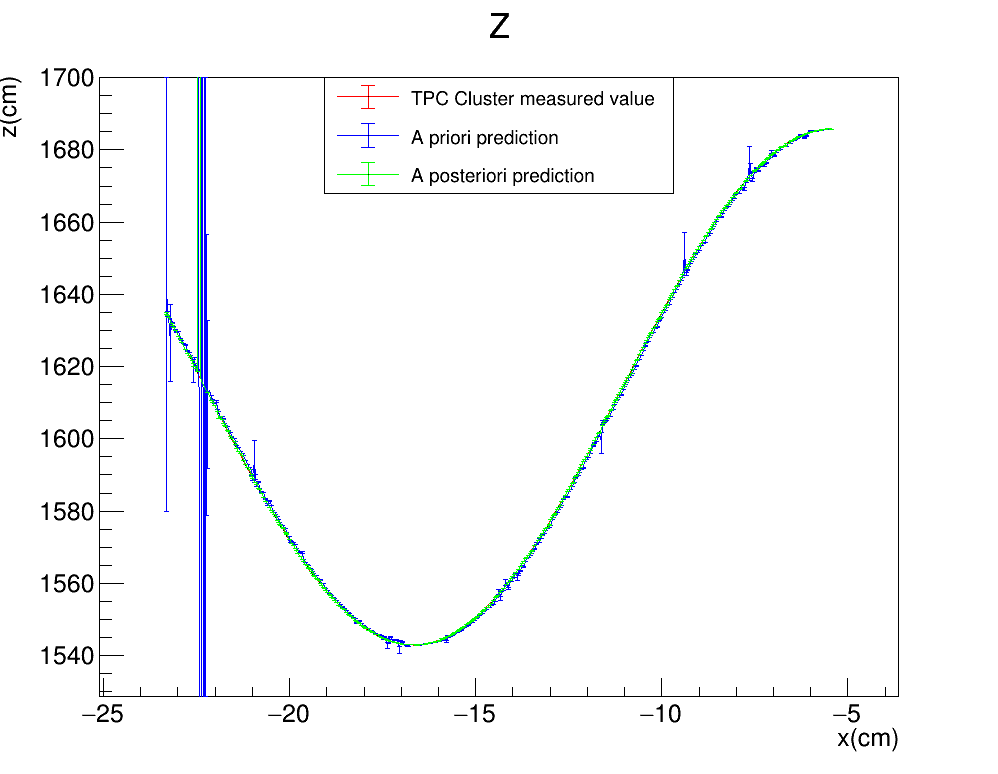 Z
z(cm)
1700
1680
1660
1640
1620
1600
1580
1560
1540
TPC Cluster measured value
A priori prediction
A posteriori prediction
−25
−20
−15
−10
−5
x(cm)